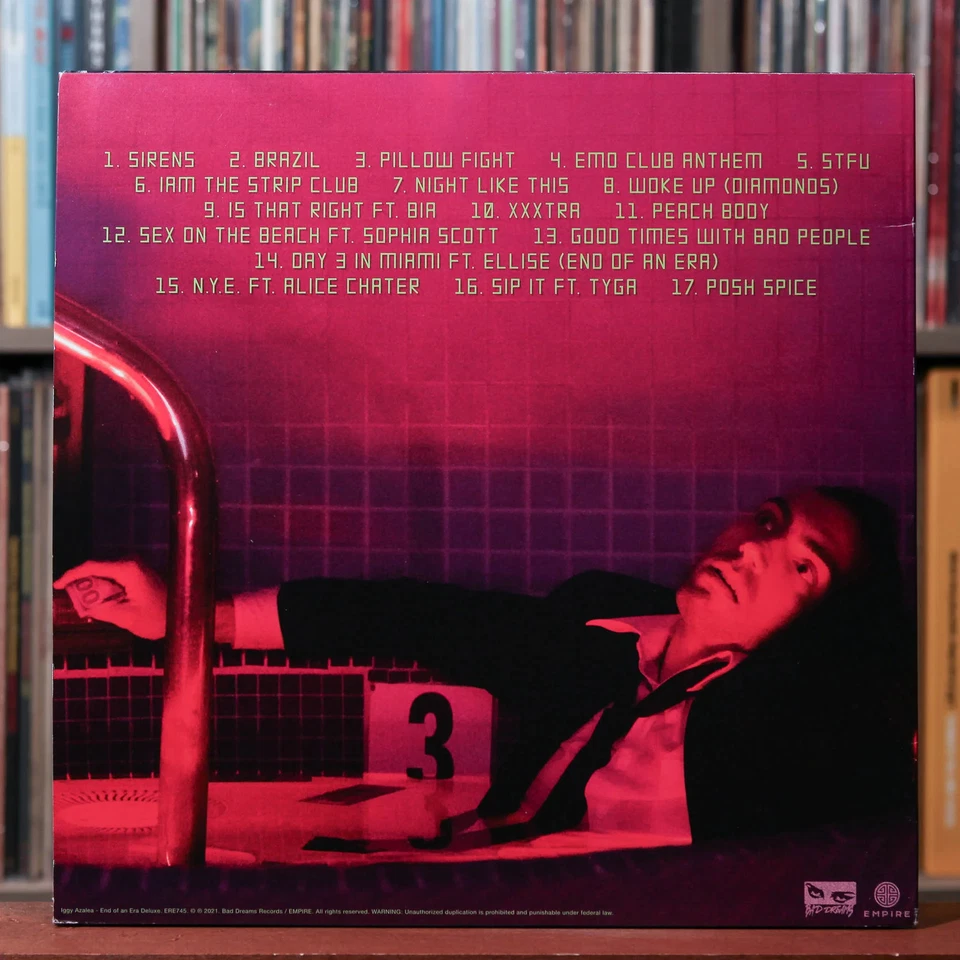 1. SIRENS 2. BRAZIL 3. PILLOW FIGHT 4. EMO CLUB ANTHEM 5. STFU
6. IAM THE STRIP CLUB 7. NIGHT LIKE THIS 8. WOKE UP (DIAMONDS)
9. IS THAT RIGHT FT. BIA 10. XXXTRA 11. PEACH BODY
12. SEX ON THE BEACH FT. SOPHIA SCOTT 13. GOOD TIMES WITH BAD PEOPLE
14. DAY 3 IN MIAMI FT. ELLISE (END OF AN ERA)
15. N.Y.E. FT. ALICE CHATER 16. SIP IT FT. TYGA 17. POSH SPICE
3
BAD DREAMS
EMPIRE
Iggy Azalea - End of an Era Deluxe: ERE745. ℗ © 2021. Bad Dreams Records / EMPIRE. All rights reserved. WARNING: Unauthorized duplication is prohibited and punishable under federal law.